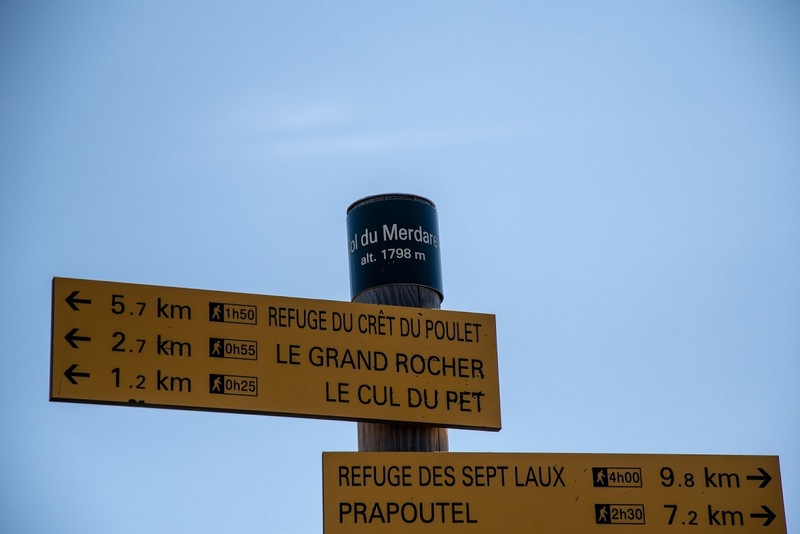 ol du Merdare
alt. 1798 m
← 5.7 km 1h50 REFUGE DU CRÊT DU POULET
← 2.7 km 0h55 LE GRAND ROCHER
← 1.2 km 0h25 LE CUL DU PET
REFUGE DES SEPT LAUX 4h00 9.8 km →
PRAPOUTEL 2h30 7.2 km →